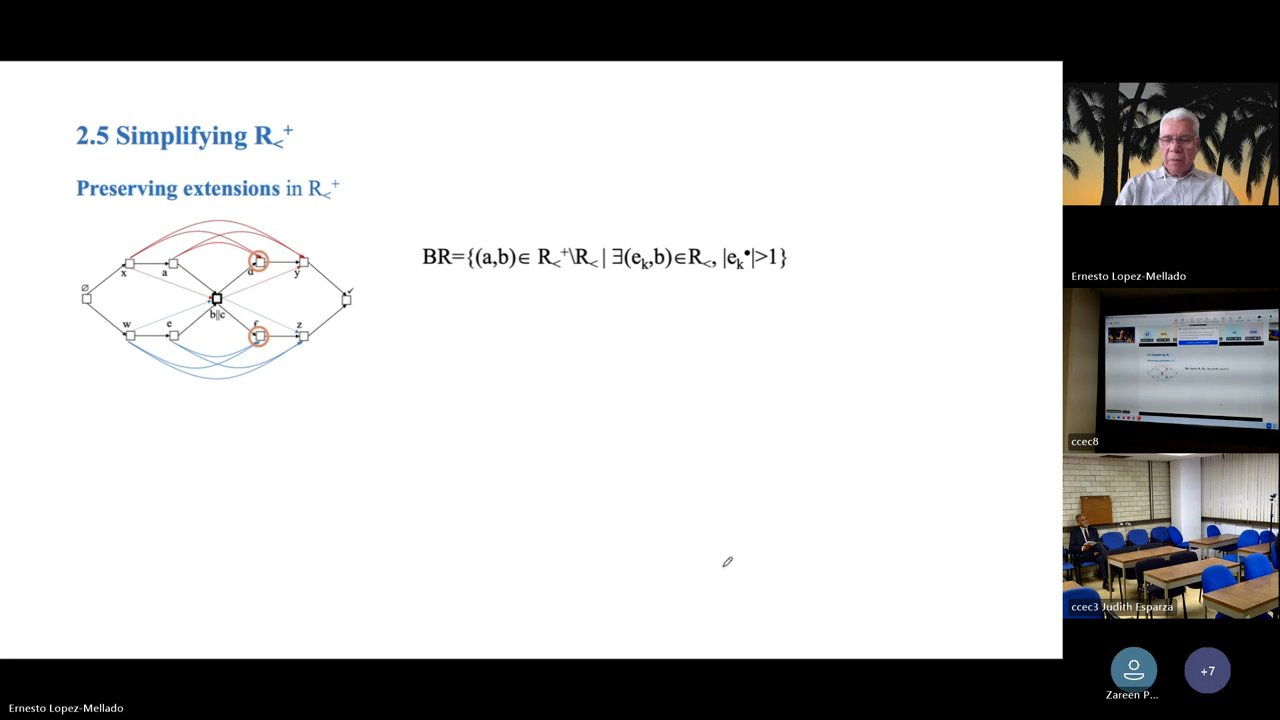 2.5 Simplifying R<⁺
Preserving extensions in R<⁺
BR={(a,b)∈ R<⁺\R< | ∃(eₖ,b)∈R<, |eₖ•|>1}
x
a
d
y
∅
✓
b||c
w
e
f
z
Ernesto Lopez-Mellado
ccec8
ccec3 Judith Esparza
Zareen P...
+7
Ernesto Lopez-Mellado